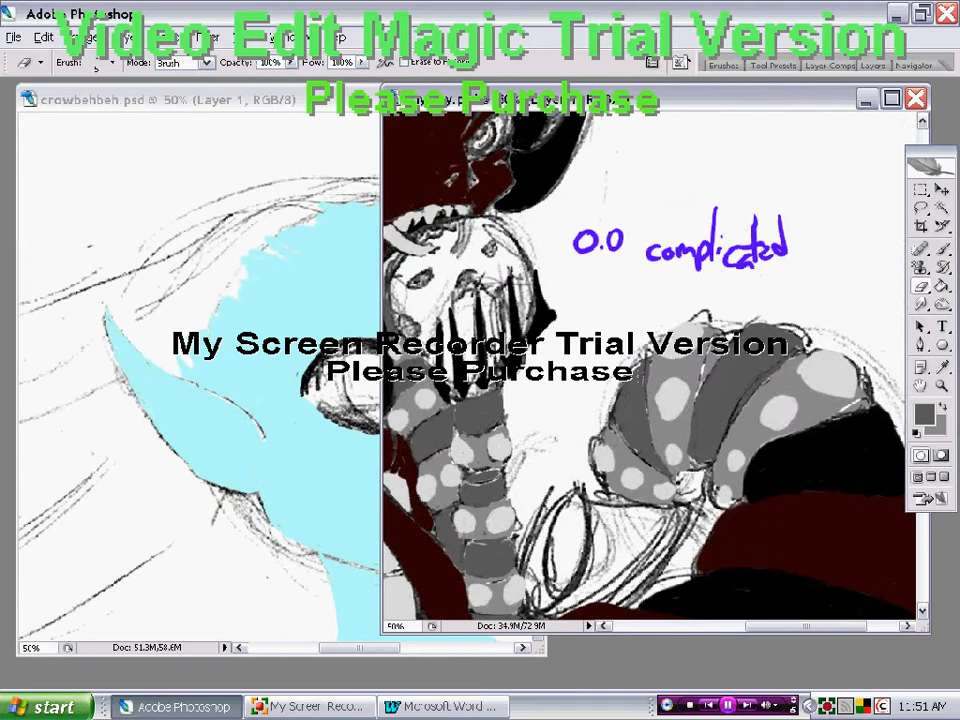 Adobe Photoshop
Video Edit Magic Trial Version
File Edit
Please Purchase
Brush: Mode: Brush Opacity: 100% Flow: 100% Erase to
Brushes Tool Presets Layer Comps Layers Navigator
crowbehbeh.psd @ 50% (Layer 1, RGB/8)
0.0 complicated
My Screen Recorder Trial Version
Please Purchase
50% Doc: 34.9M/72.9M
50% Doc: 51.3M/58.6M
start Adobe Photoshop My Screen Reco... Microsoft Word ... 11:51 AM